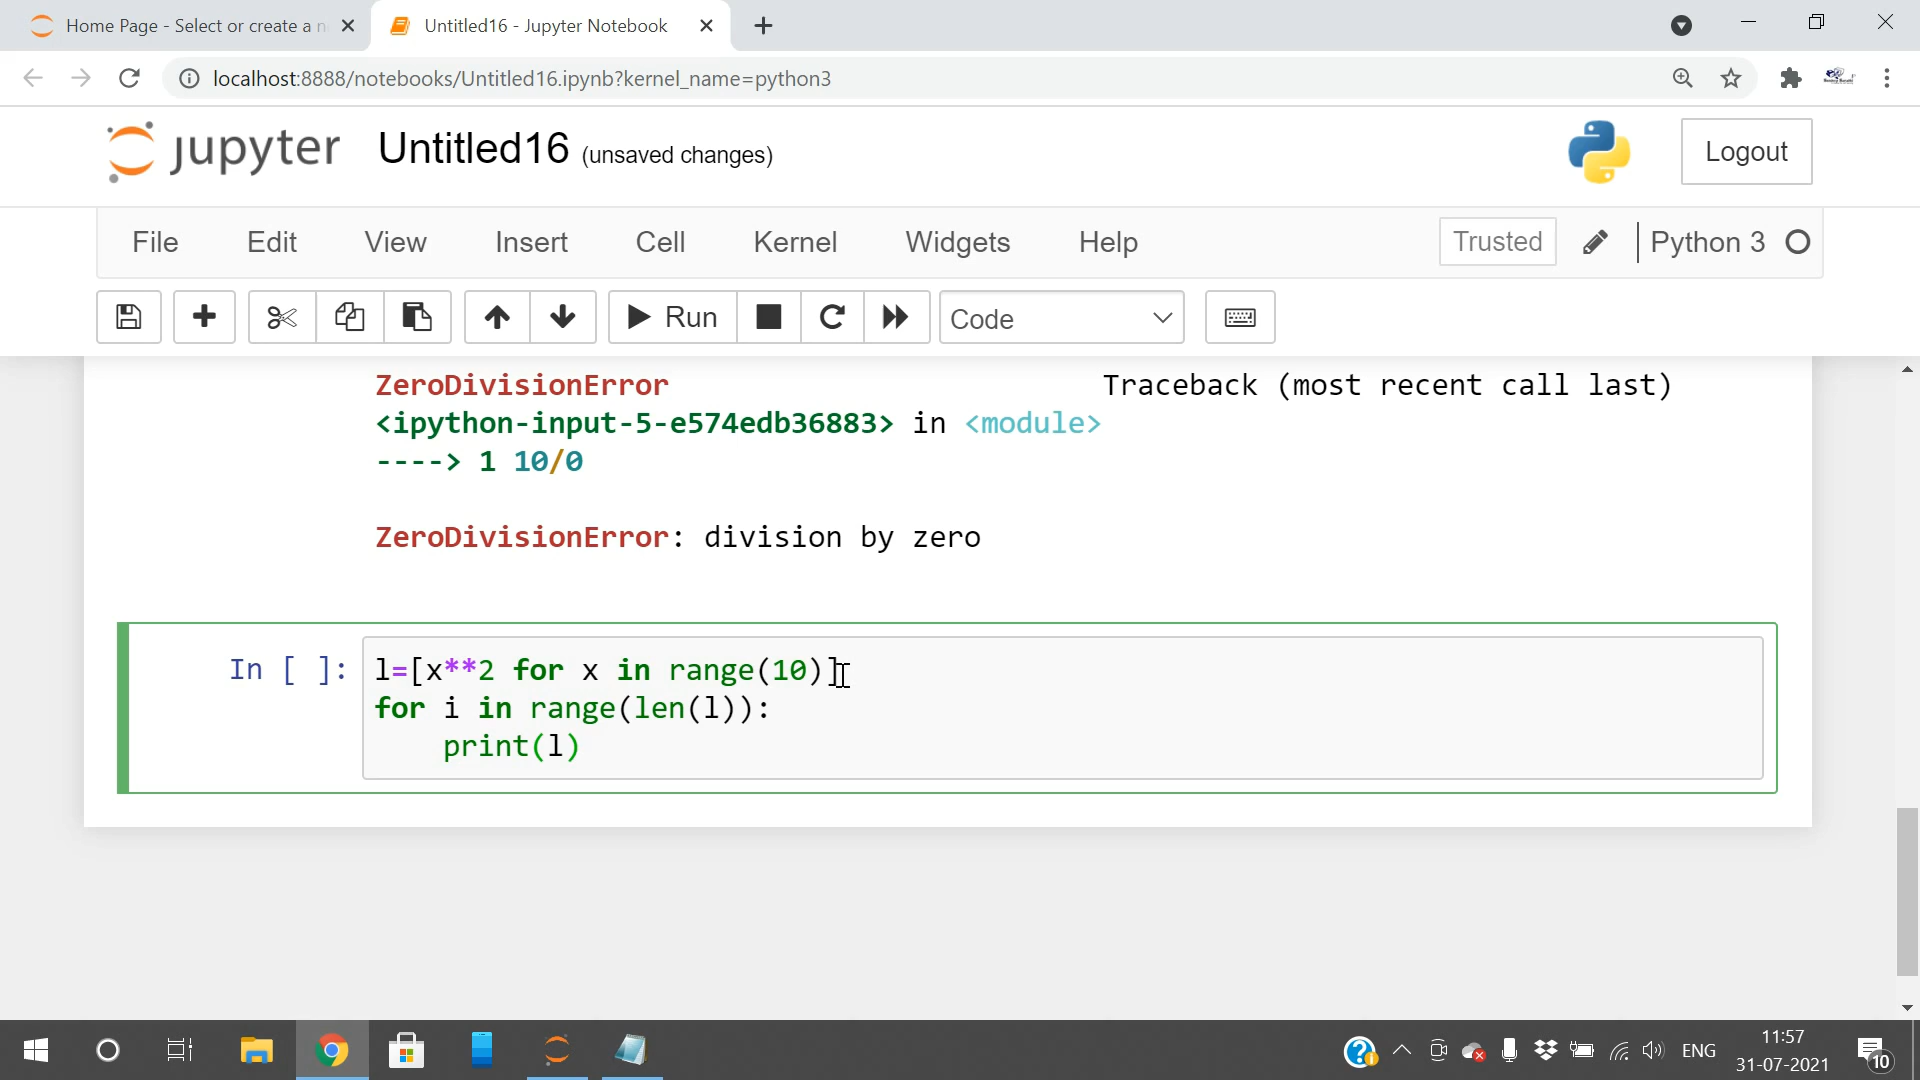 Home Page - Select or create a n
Untitled16 - Jupyter Notebook
localhost:8888/notebooks/Untitled16.ipynb?kernel_name=python3
jupyter Untitled16 (unsaved changes)
Logout
File Edit View Insert Cell Kernel Widgets Help Trusted Python 3
Run Code
ZeroDivisionError Traceback (most recent call last)
<ipython-input-5-e574edb36883> in <module>
----> 1 10/0
ZeroDivisionError: division by zero
In [ ]: l=[x**2 for x in range(10)]
for i in range(len(l)):
    print(l)
ENG
11:57
31-07-2021
10